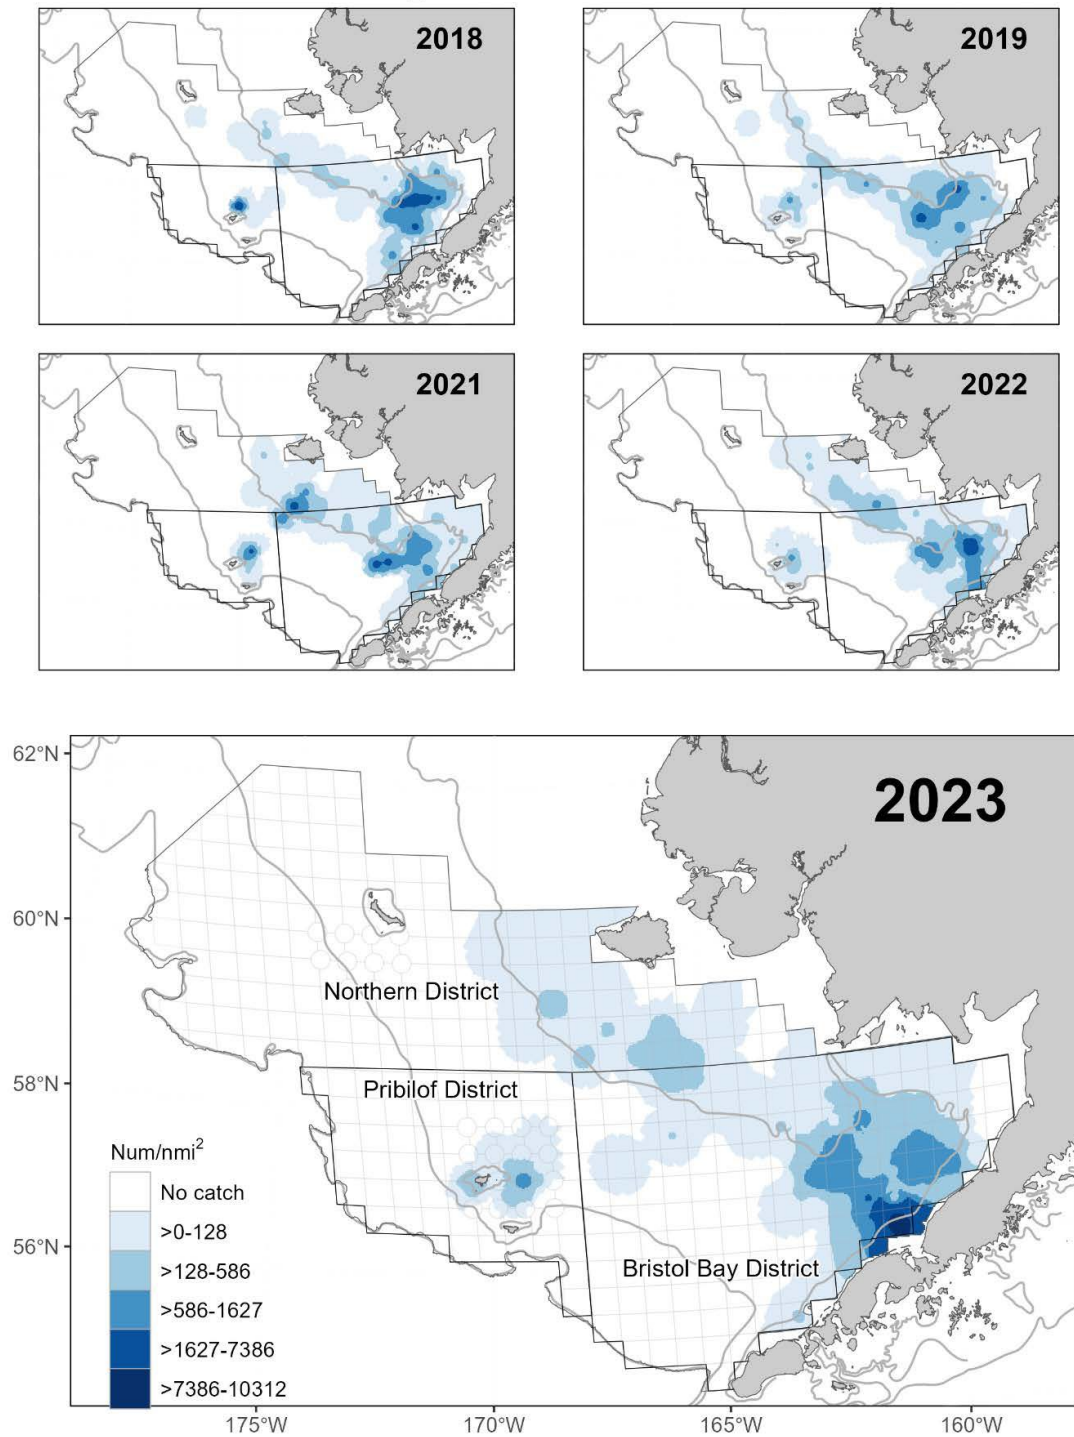 2018
2019
2021
2022
2023
62°N
60°N
58°N
56°N
Northern District
Pribilof District
Bristol Bay District
Num/nmi²
No catch
>0-128
>128-586
>586-1627
>1627-7386
>7386-10312
175°W
170°W
165°W
160°W